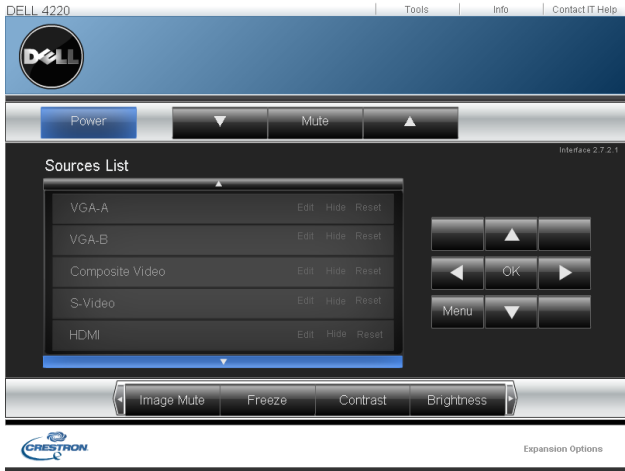 DELL 4220
Tools Info Contact IT Help
DELL
Power Mute
Interface 2.7.2.1
Sources List
VGA-A Edit Hide Reset
VGA-B Edit Hide Reset
Composite Video Edit Hide Reset
S-Video Edit Hide Reset
HDMI Edit Hide Reset
OK
Menu
Image Mute Freeze Contrast Brightness
CRESTRON
Expansion Options